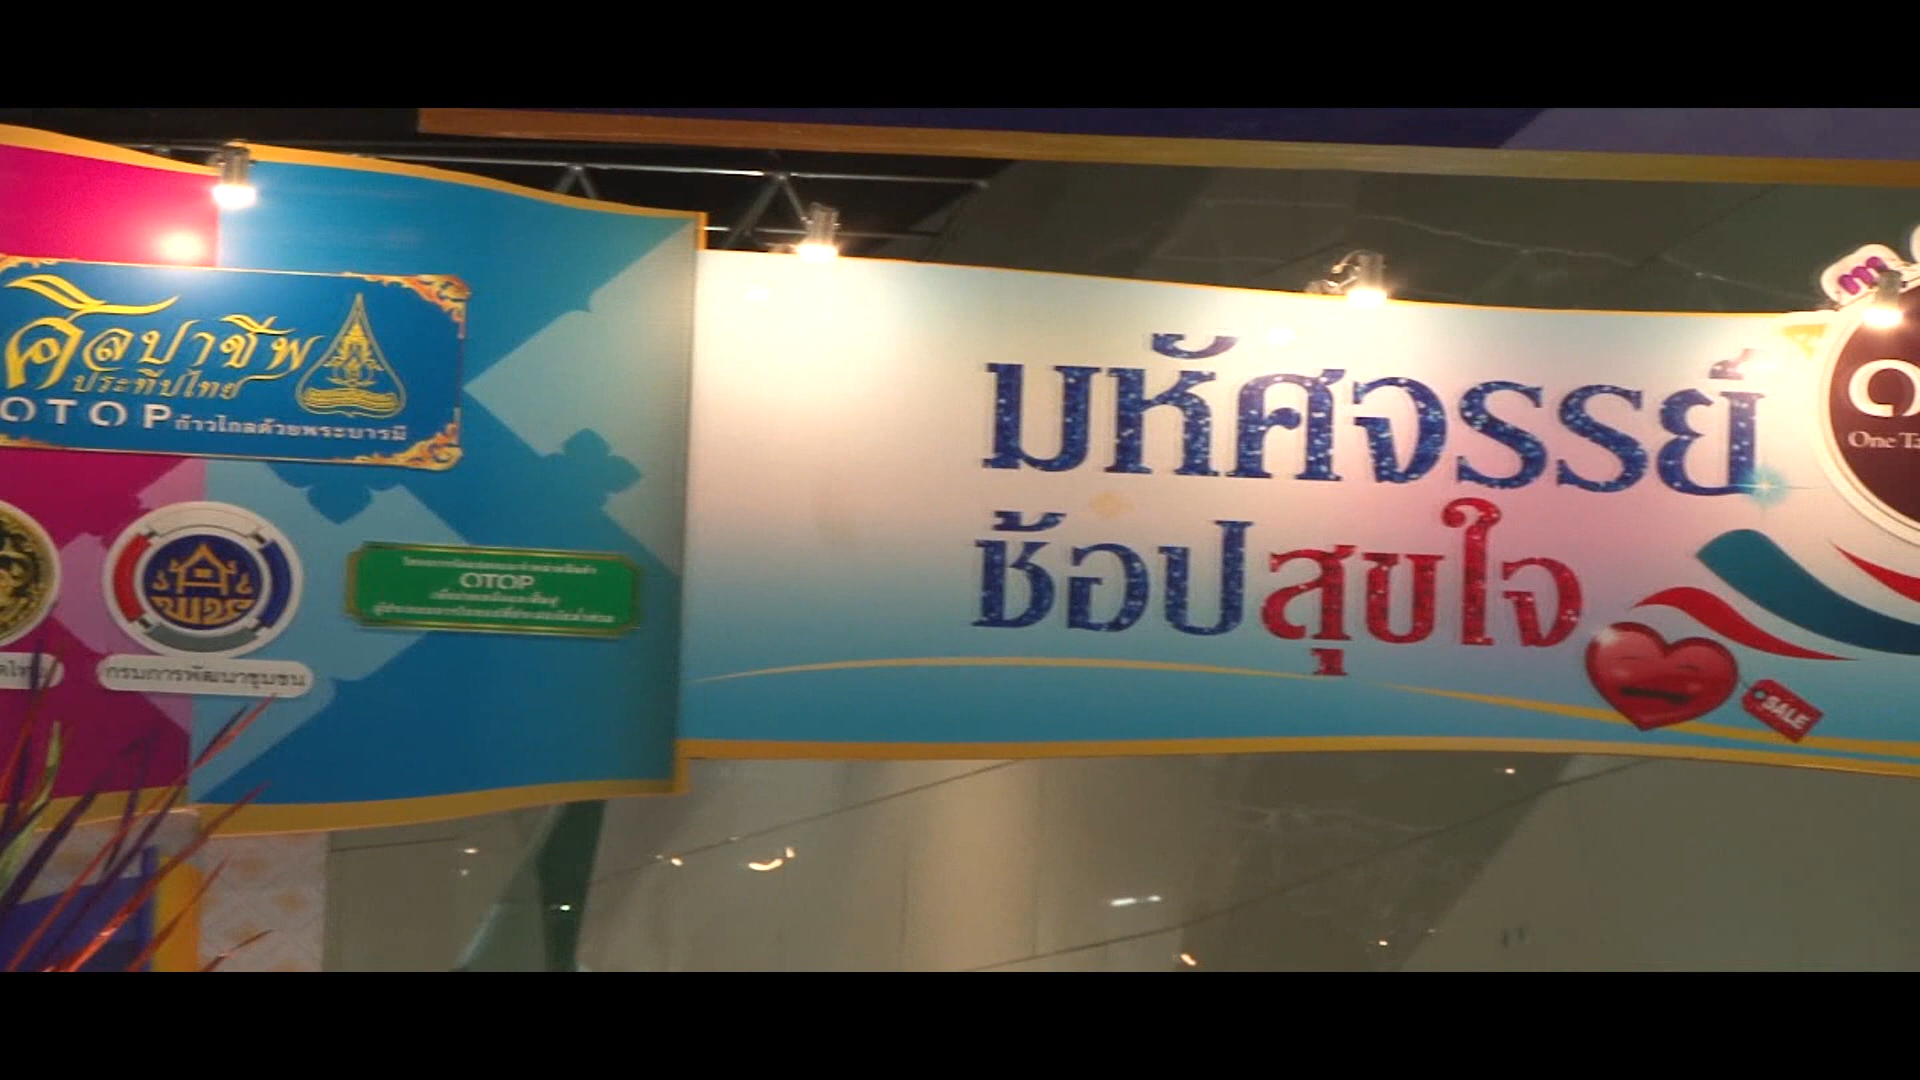 ศิลปาชีพ
ประทีปไทย
OTOP ก้าวไกลด้วยพระบารมี
พช
กรมการพัฒนาชุมชน
OTOP
มหัศจรรย์
ช้อปสุขใจ
SALE
One